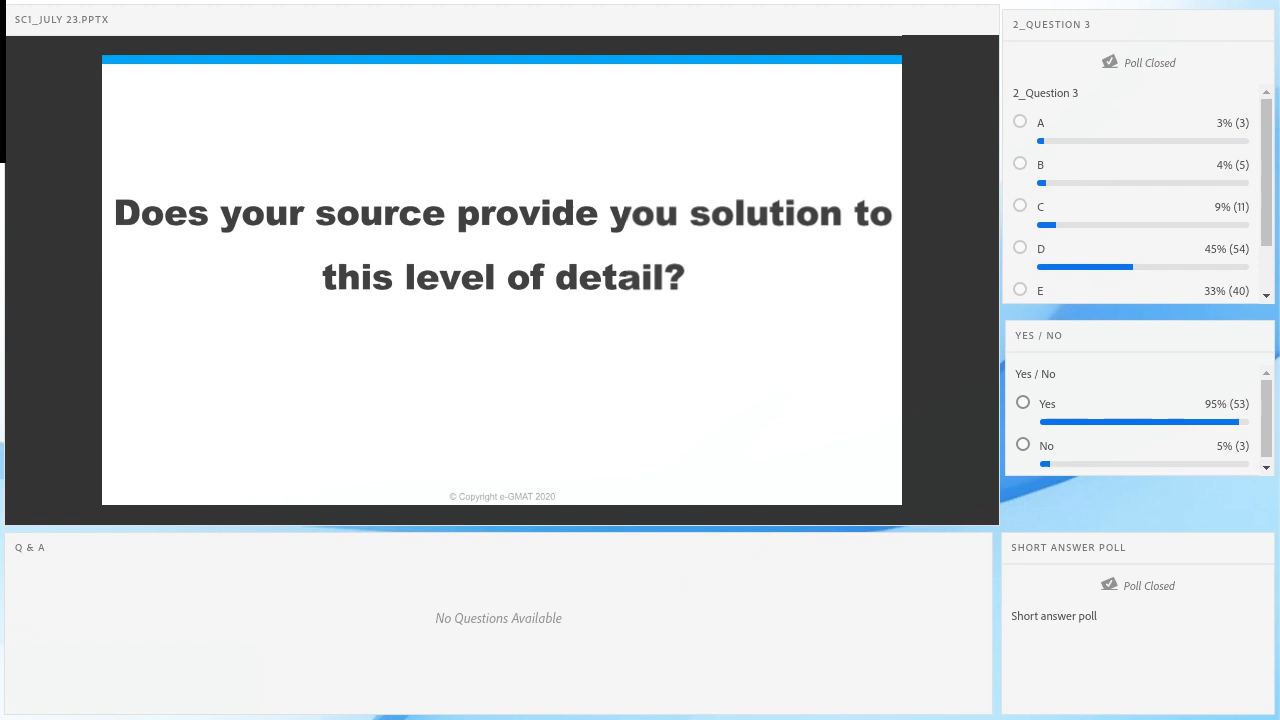 SC1_JULY 23.PPTX
Does your source provide you solution to
this level of detail?
© Copyright e-GMAT 2020
2_QUESTION 3
Poll Closed
2_Question 3
A 3% (3)
B 4% (5)
C 9% (11)
D 45% (54)
E 33% (40)
YES / NO
Yes / No
Yes 95% (53)
No 5% (3)
Q & A
No Questions Available
SHORT ANSWER POLL
Poll Closed
Short answer poll